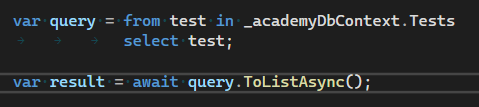 var query = from test in _academyDbContext.Tests
            select test;
var result = await query.ToListAsync();